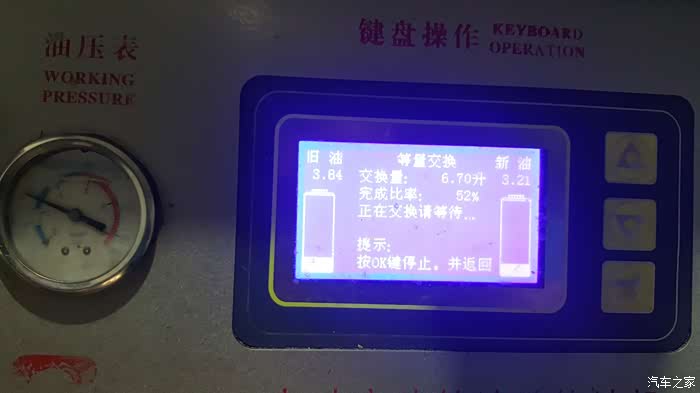 油压表
WORKING
PRESSURE
键盘操作 KEYBOARD
OPERATION
旧油 等量交换 新油
3.84 交换量: 6.70升 3.21
完成比率: 52%
正在交换请等待...
提示:
按OK键停止，并返回
汽车之家